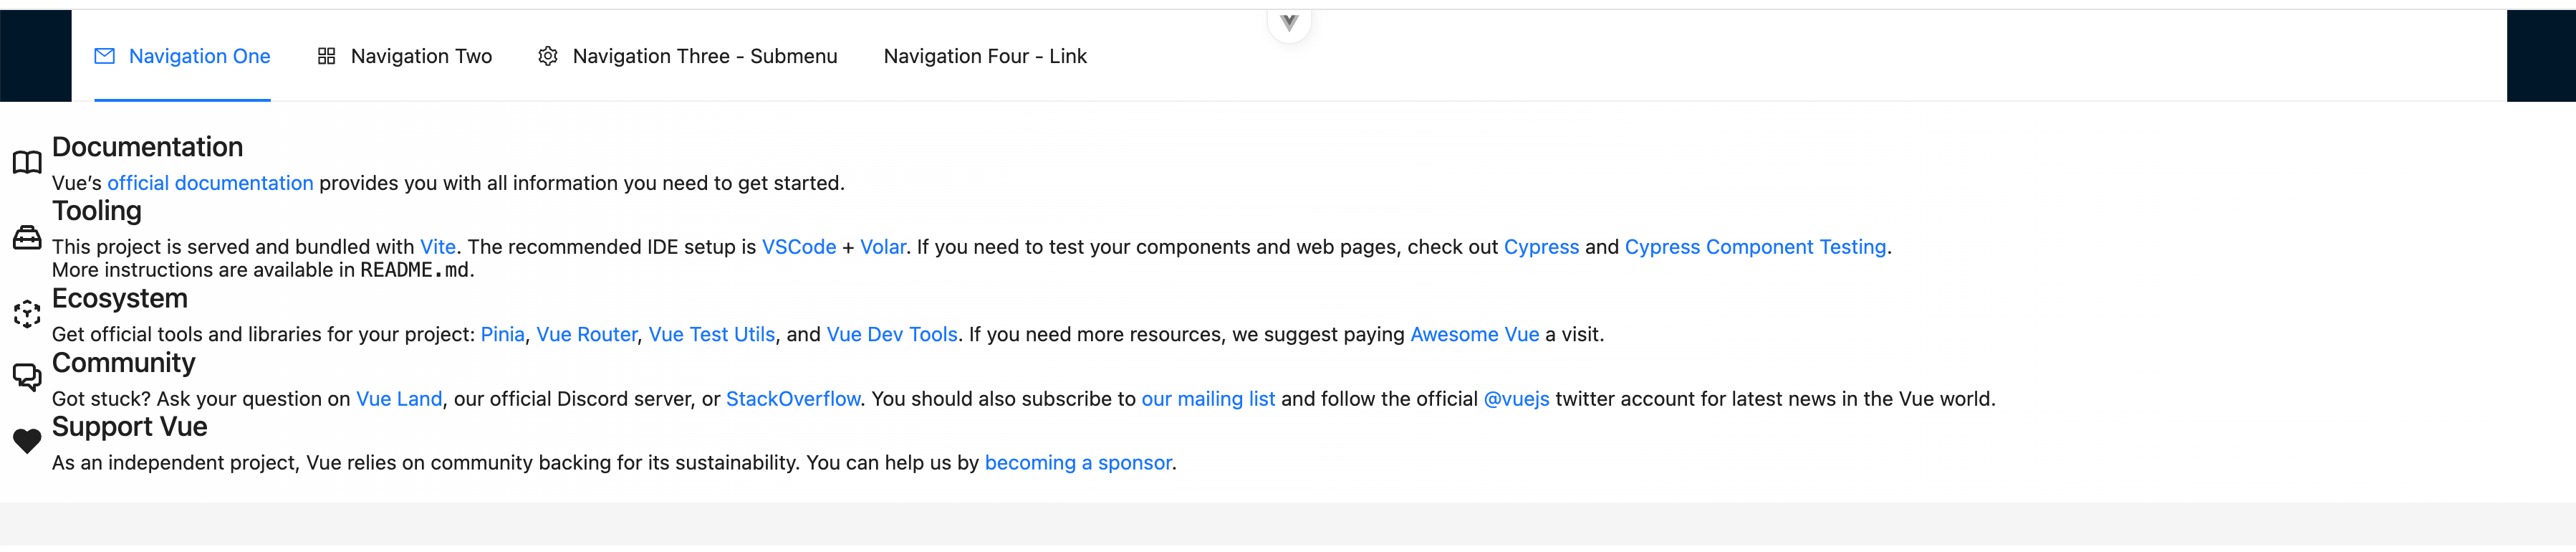 Navigation One Navigation Two Navigation Three - Submenu Navigation Four - Link
Documentation
Vue’s official documentation provides you with all information you need to get started.
Tooling
This project is served and bundled with Vite. The recommended IDE setup is VSCode + Volar. If you need to test your components and web pages, check out Cypress and Cypress Component Testing.
More instructions are available in README.md.
Ecosystem
Get official tools and libraries for your project: Pinia, Vue Router, Vue Test Utils, and Vue Dev Tools. If you need more resources, we suggest paying Awesome Vue a visit.
Community
Got stuck? Ask your question on Vue Land, our official Discord server, or StackOverflow. You should also subscribe to our mailing list and follow the official @vuejs twitter account for latest news in the Vue world.
Support Vue
As an independent project, Vue relies on community backing for its sustainability. You can help us by becoming a sponsor.